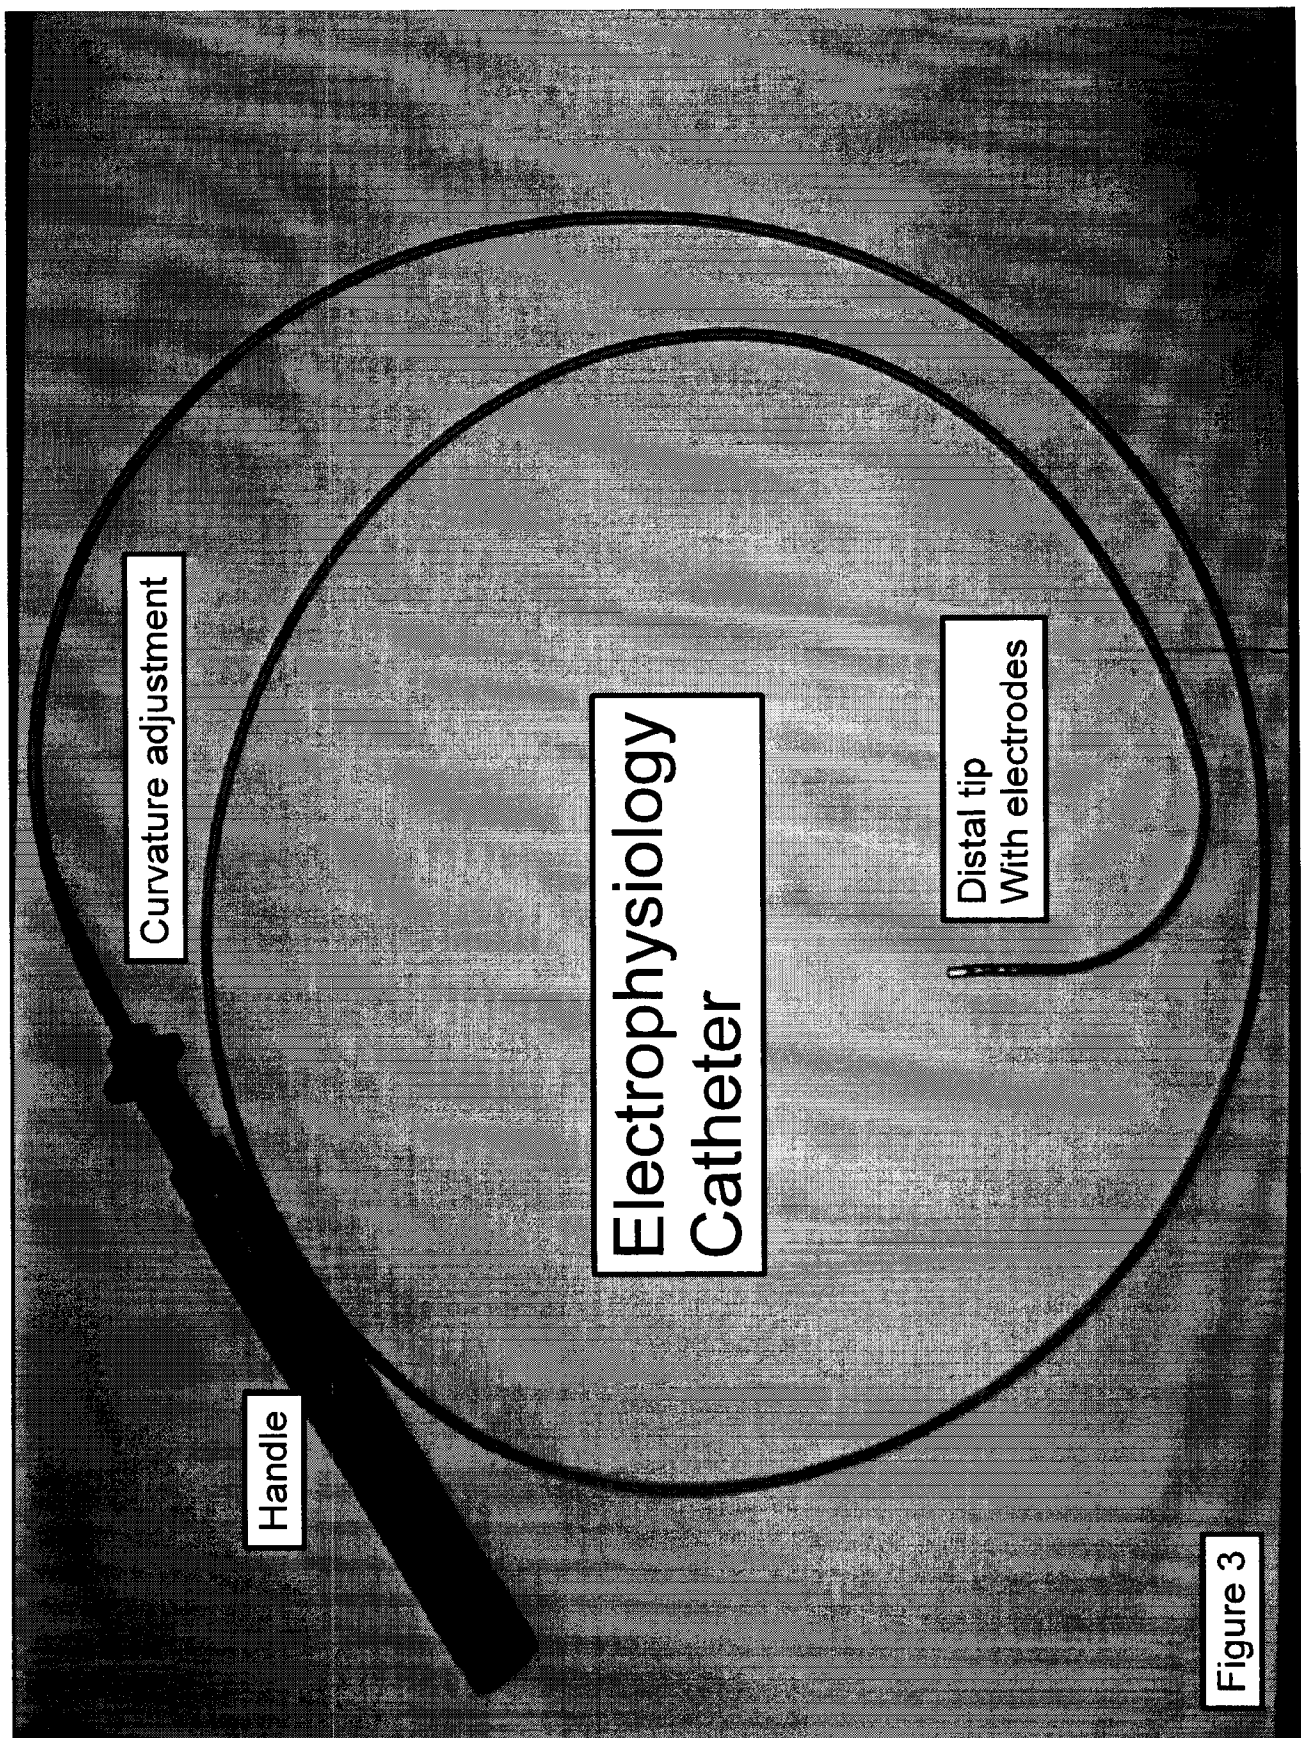 Curvature adjustment
Handle
Electrophysiology
Catheter
Distal tip
With electrodes
Figure 3